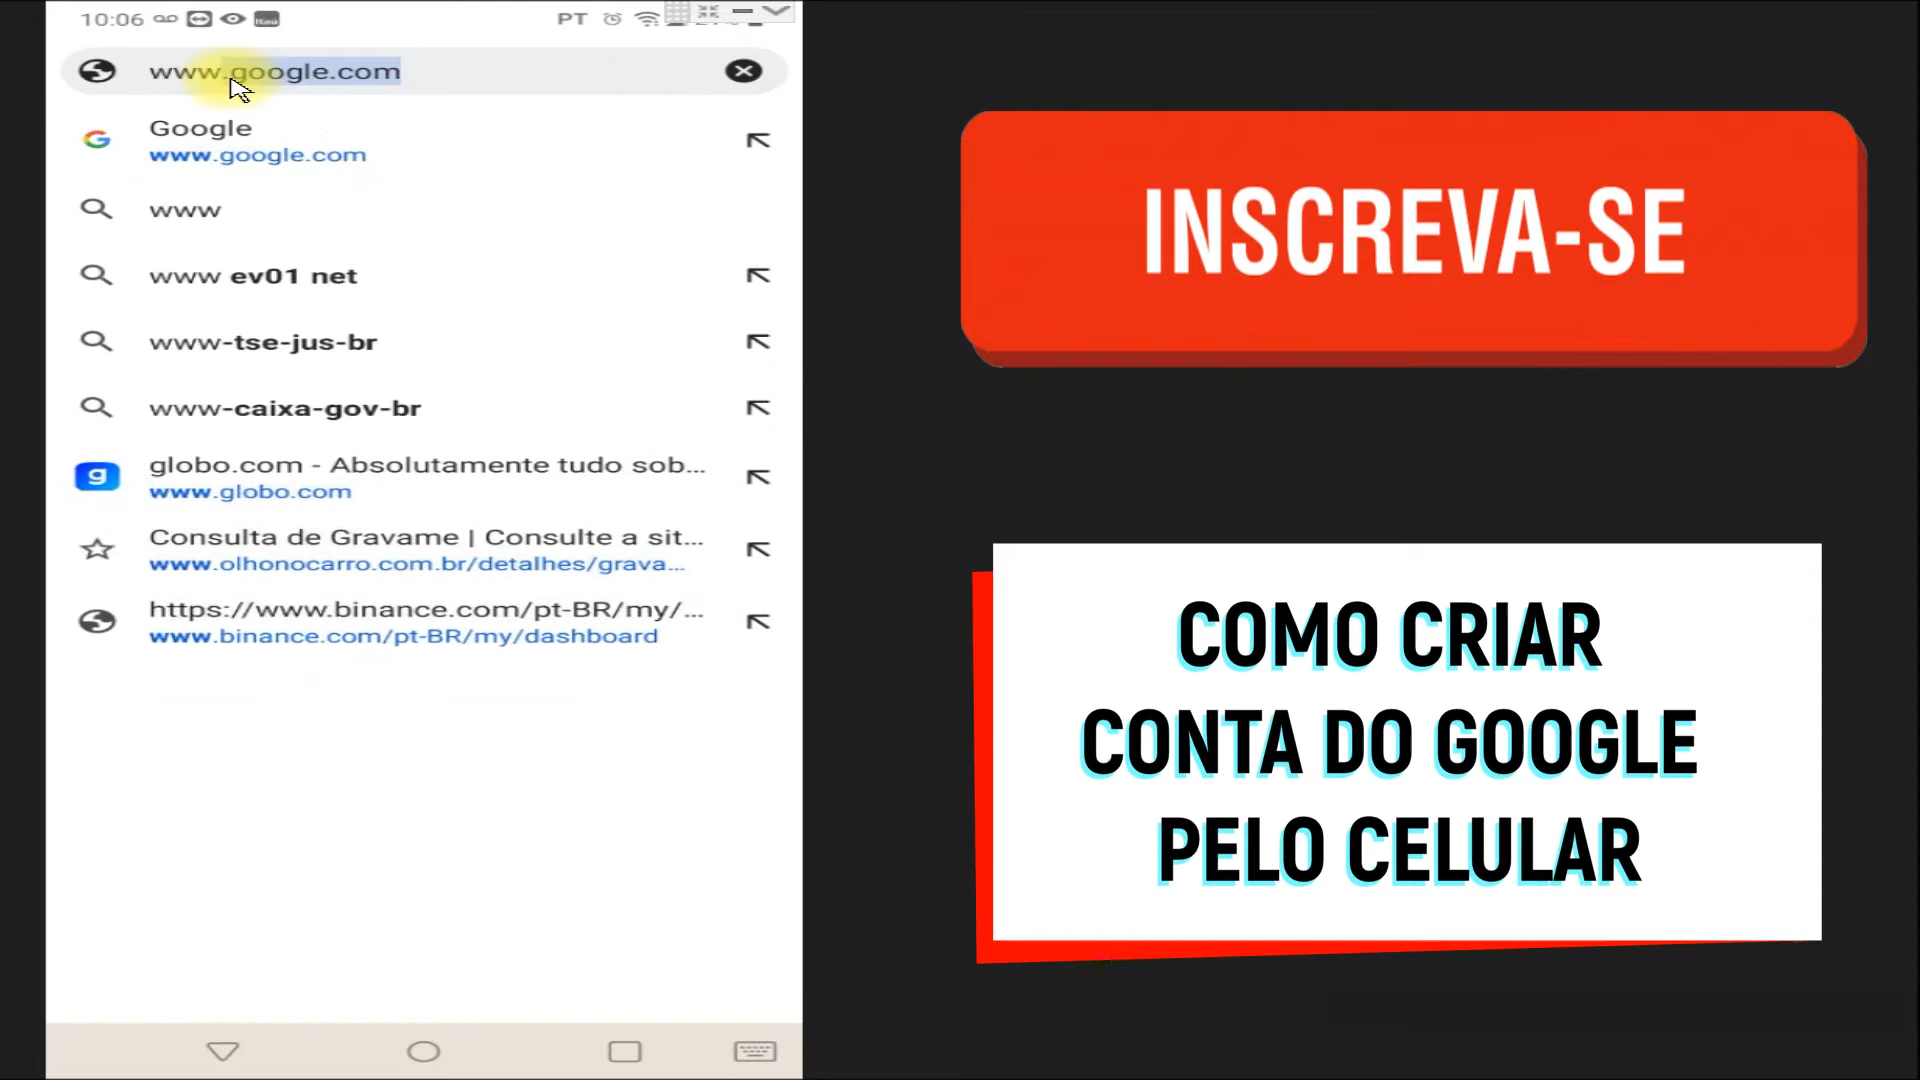 10:06
Itaú
PT
www.google.com
Google
www.google.com
www
www ev01 net
www-tse-jus-br
www-caixa-gov-br
g
globo.com - Absolutamente tudo sob...
www.globo.com
Consulta de Gravame | Consulte a sit...
www.olhonocarro.com.br/detalhes/grava...
https://www.binance.com/pt-BR/my/...
www.binance.com/pt-BR/my/dashboard
INSCREVA-SE
COMO CRIAR
CONTA DO GOOGLE
PELO CELULAR